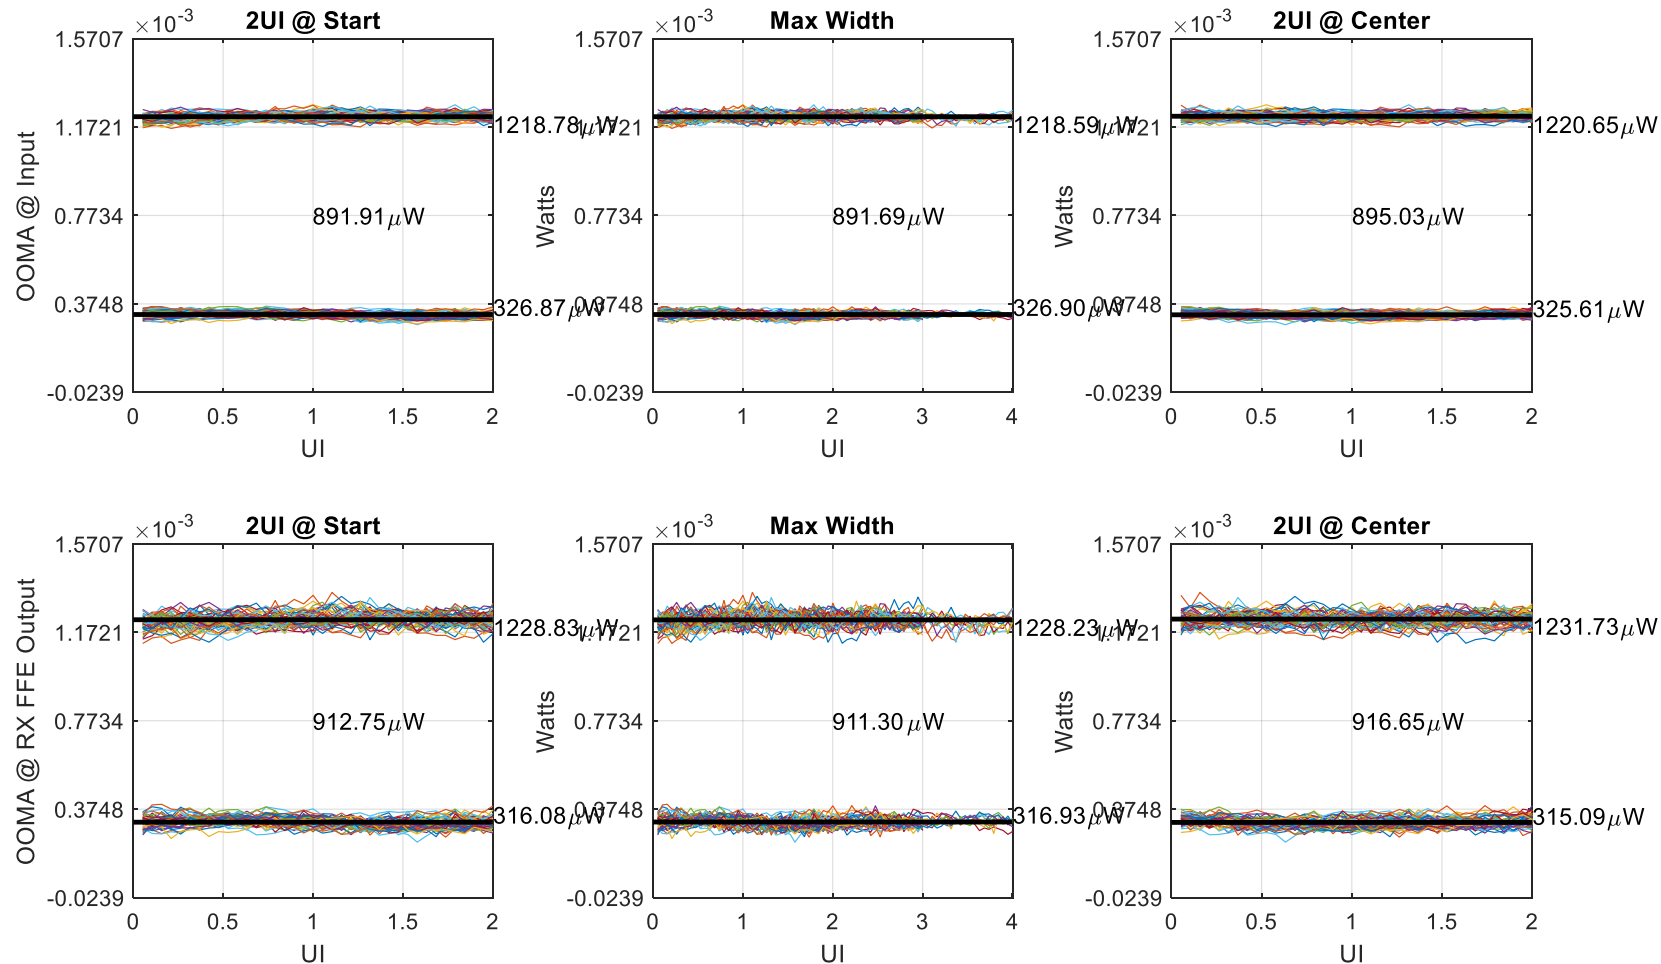 2UI @ Start
×10-3
1.5707
1.1721
0.7734
0.3748
-0.0239
OOMA @ Input
1218.78μW
891.91μW
326.87μW
0 0.5 1 1.5 2
UI
Max Width
×10-3
1.5707
1.1721
0.7734
0.3748
-0.0239
Watts
1218.59μW
891.69μW
326.90μW
0 1 2 3 4
UI
2UI @ Center
×10-3
1.5707
1.1721
0.7734
0.3748
-0.0239
Watts
1220.65μW
895.03μW
325.61μW
0 0.5 1 1.5 2
UI
2UI @ Start
×10-3
1.5707
1.1721
0.7734
0.3748
-0.0239
OOMA @ RX FFE Output
1228.83μW
912.75μW
316.08μW
0 0.5 1 1.5 2
UI
Max Width
×10-3
1.5707
1.1721
0.7734
0.3748
-0.0239
Watts
1228.23μW
911.30μW
316.93μW
0 1 2 3 4
UI
2UI @ Center
×10-3
1.5707
1.1721
0.7734
0.3748
-0.0239
Watts
1231.73μW
916.65μW
315.09μW
0 0.5 1 1.5 2
UI